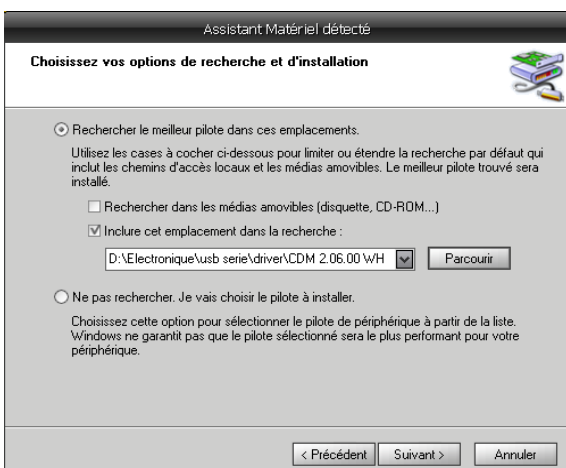 Assistant Matériel détecté
Choisissez vos options de recherche et d'installation
Rechercher le meilleur pilote dans ces emplacements.
Utilisez les cases à cocher ci-dessous pour limiter ou étendre la recherche par défaut qui
inclut les chemins d'accès locaux et les médias amovibles. Le meilleur pilote trouvé sera
installé.
Rechercher dans les médias amovibles (disquette, CD-ROM...)
Inclure cet emplacement dans la recherche :
D:\Electronique\usb serie\driver\CDM 2.06.00 WH
Parcourir
Ne pas rechercher. Je vais choisir le pilote à installer.
Choisissez cette option pour sélectionner le pilote de périphérique à partir de la liste.
Windows ne garantit pas que le pilote sélectionné sera le plus performant pour votre
périphérique.
< Précédent Suivant > Annuler